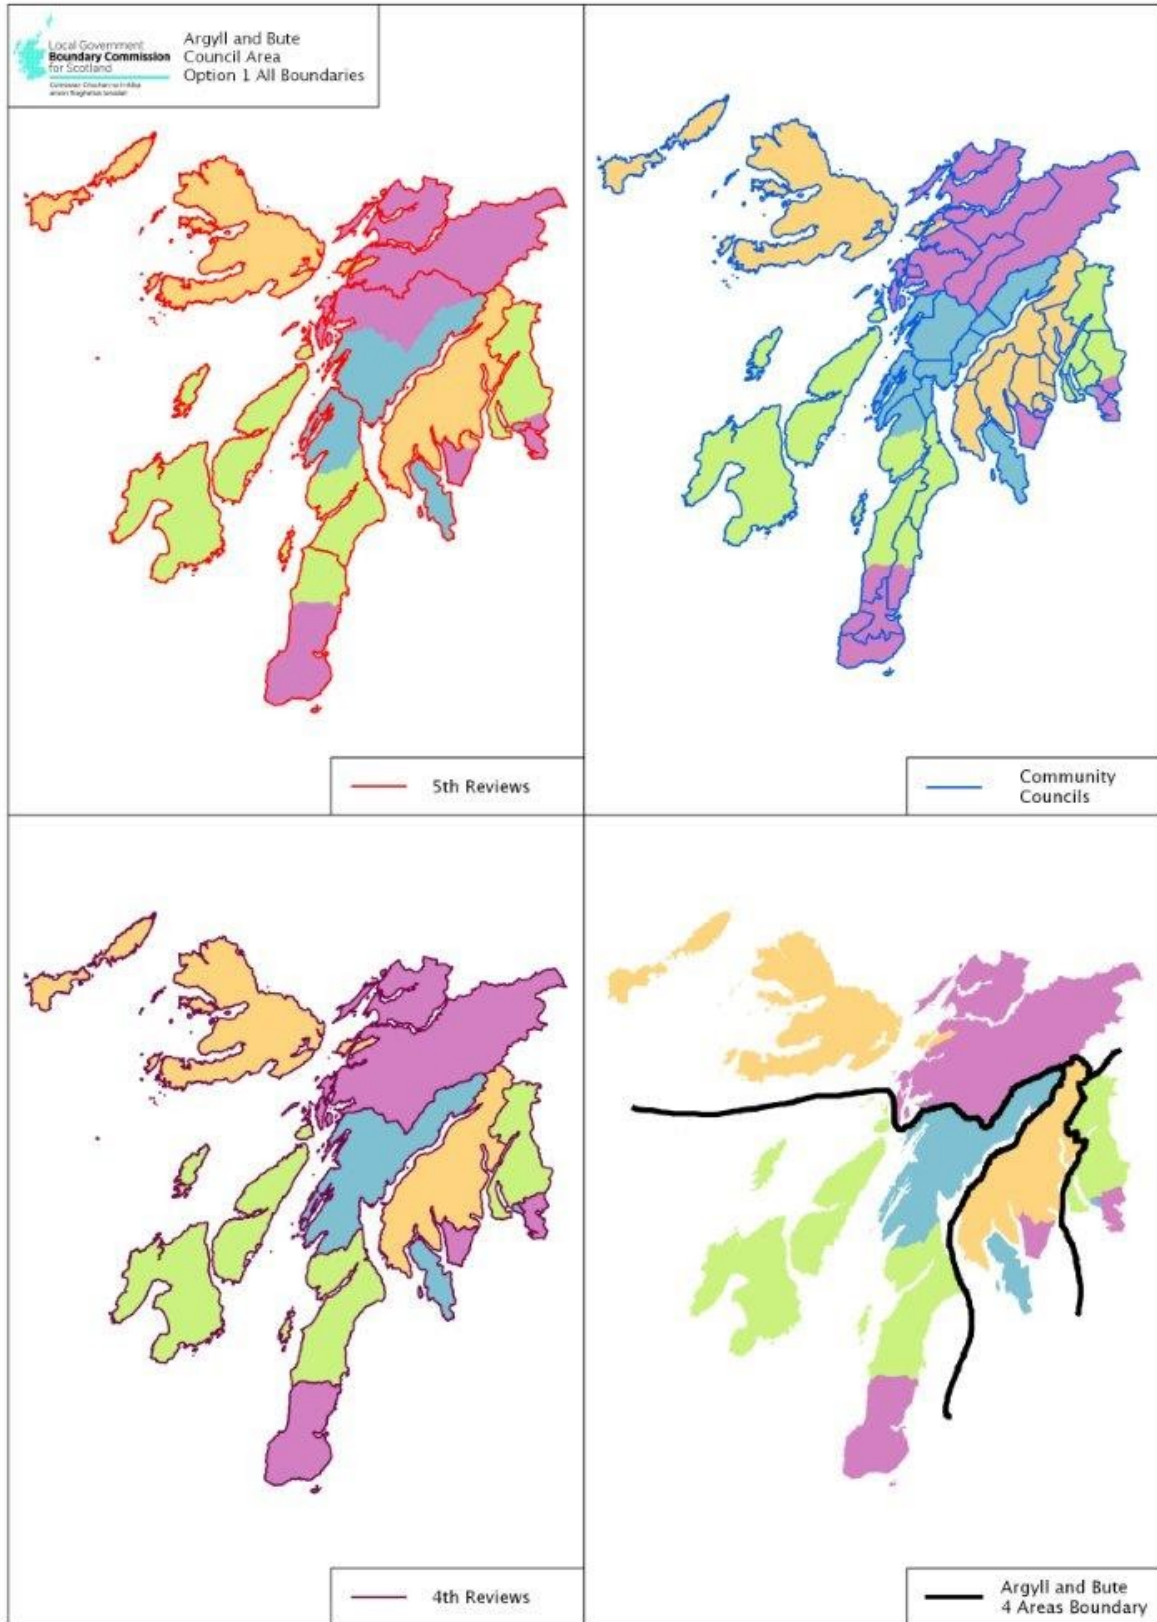 Local Government
Boundary Commission
for Scotland
Argyll and Bute
Council Area
Option 1 All Boundaries
5th Reviews
Community
Councils
4th Reviews
Argyll and Bute
4 Areas Boundary